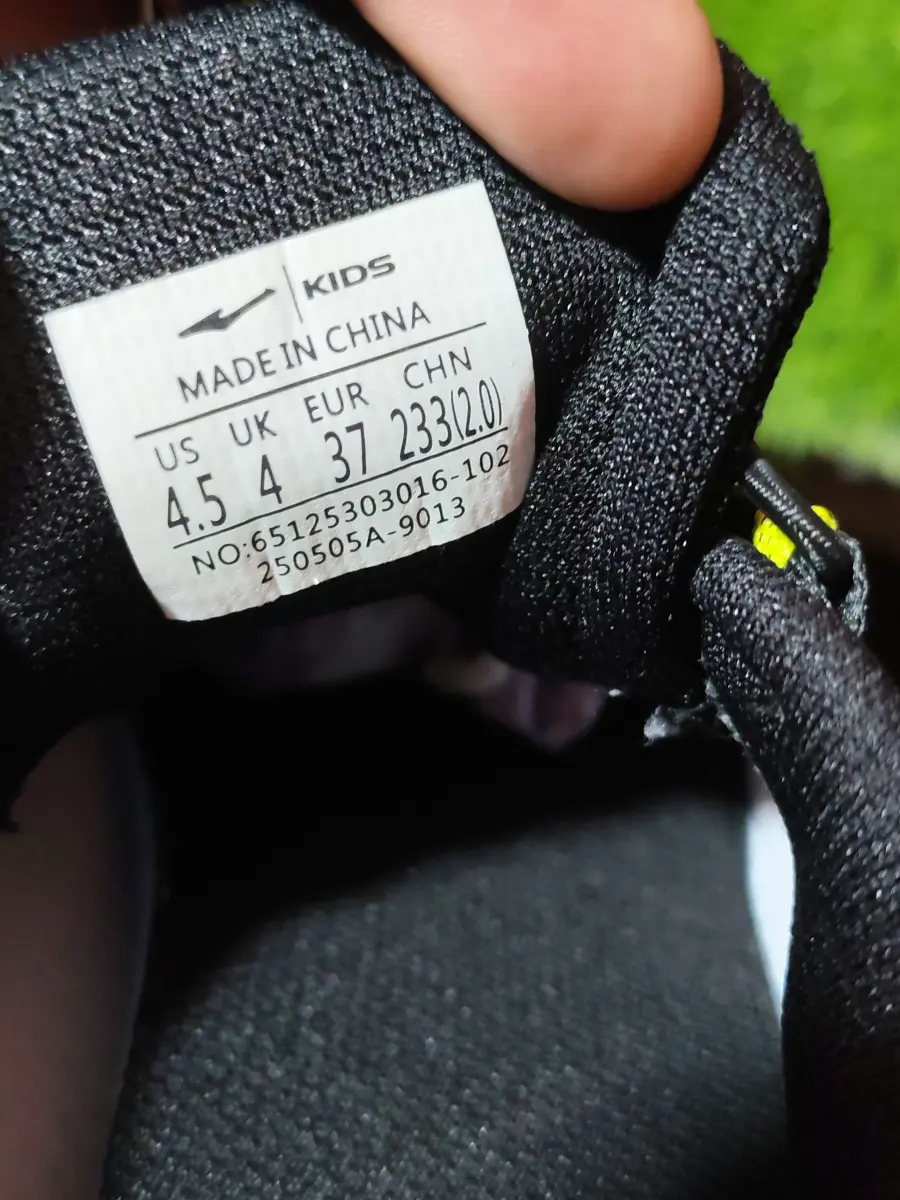 KIDS
MADE IN CHINA
US UK EUR CHN
4.5 4 37 233(2.0)
NO:65125303016-102
250505A-9013